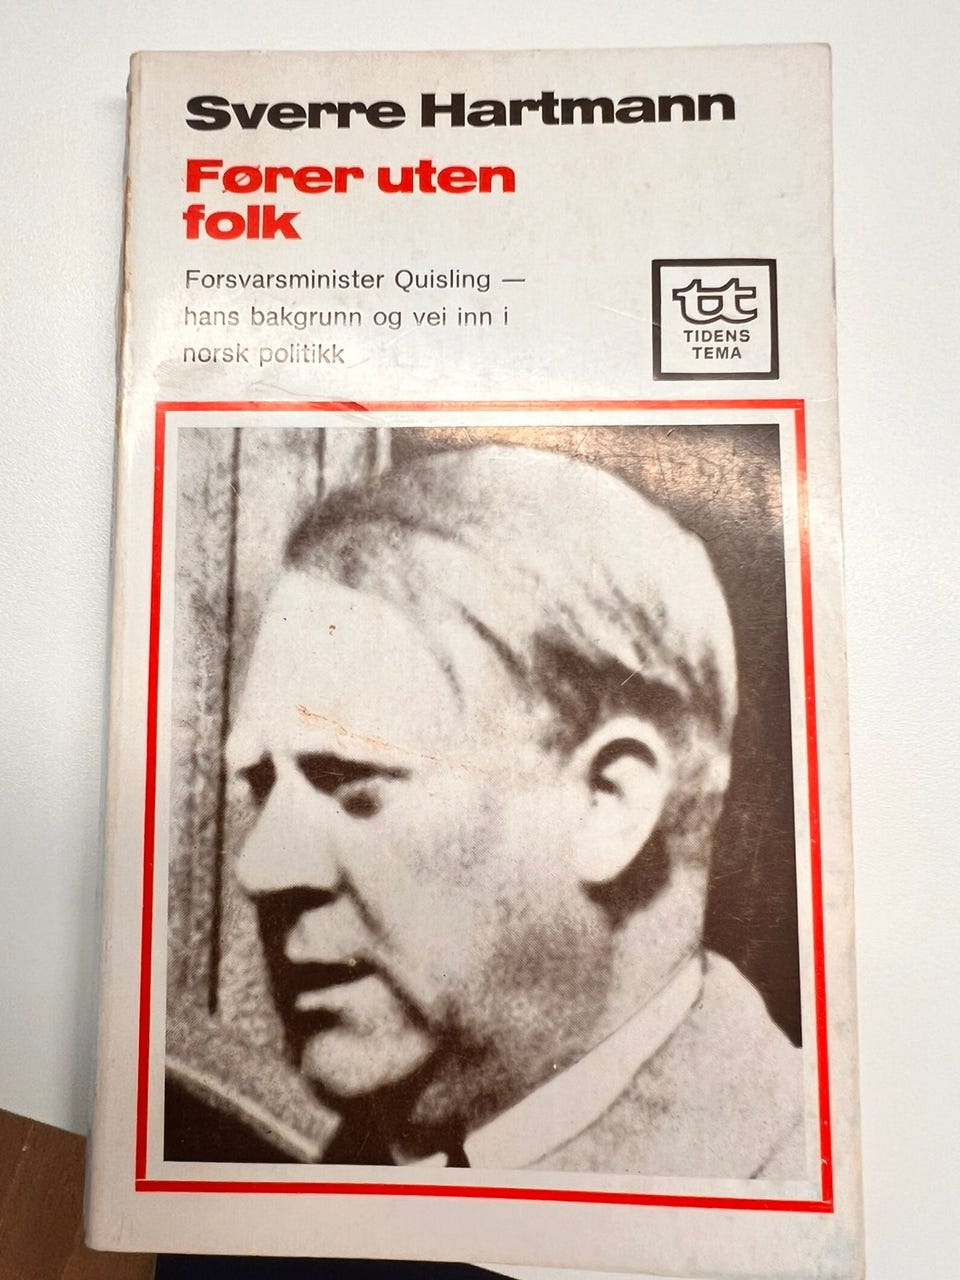 Sverre Hartmann
Fører uten
folk
Forsvarsminister Quisling —
hans bakgrunn og vei inn i
norsk politikk
tt
TIDENS
TEMA